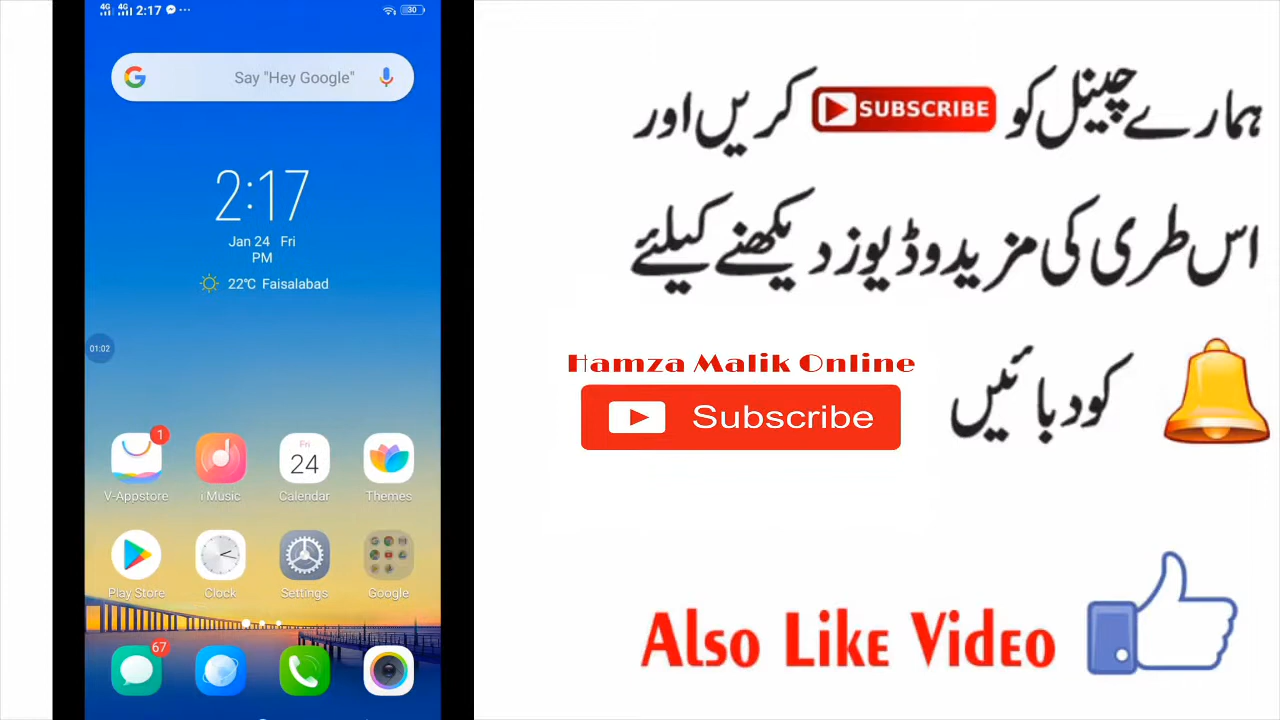 4G 4G 2:17 30
Say "Hey Google"
2:17
Jan 24 Fri
PM
22°C Faisalabad
01:02
1
Fri
24
V-Appstore i Music Calendar Themes
Play Store Clock Settings Google
67
ہمارے چینل کو SUBSCRIBE کریں اور
اس طری کی مزید وڈیوز دیکھنے کیلئے
کو دبائیں
Hamza Malik Online
Subscribe
Also Like Video